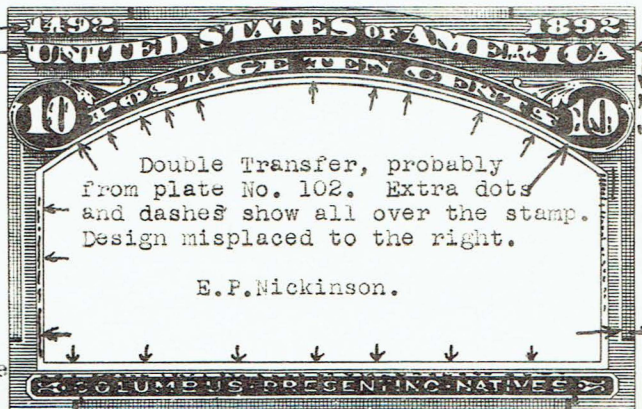 1492 1892
UNITED STATES OF AMERICA
POSTAGE TEN CENTS
10 10
Double Transfer, probably
from plate No. 102. Extra dots
and dashes show all over the stamp.
Design misplaced to the right.
E.P.Nickinson.
COLUMBUS PRESENTING NATIVES